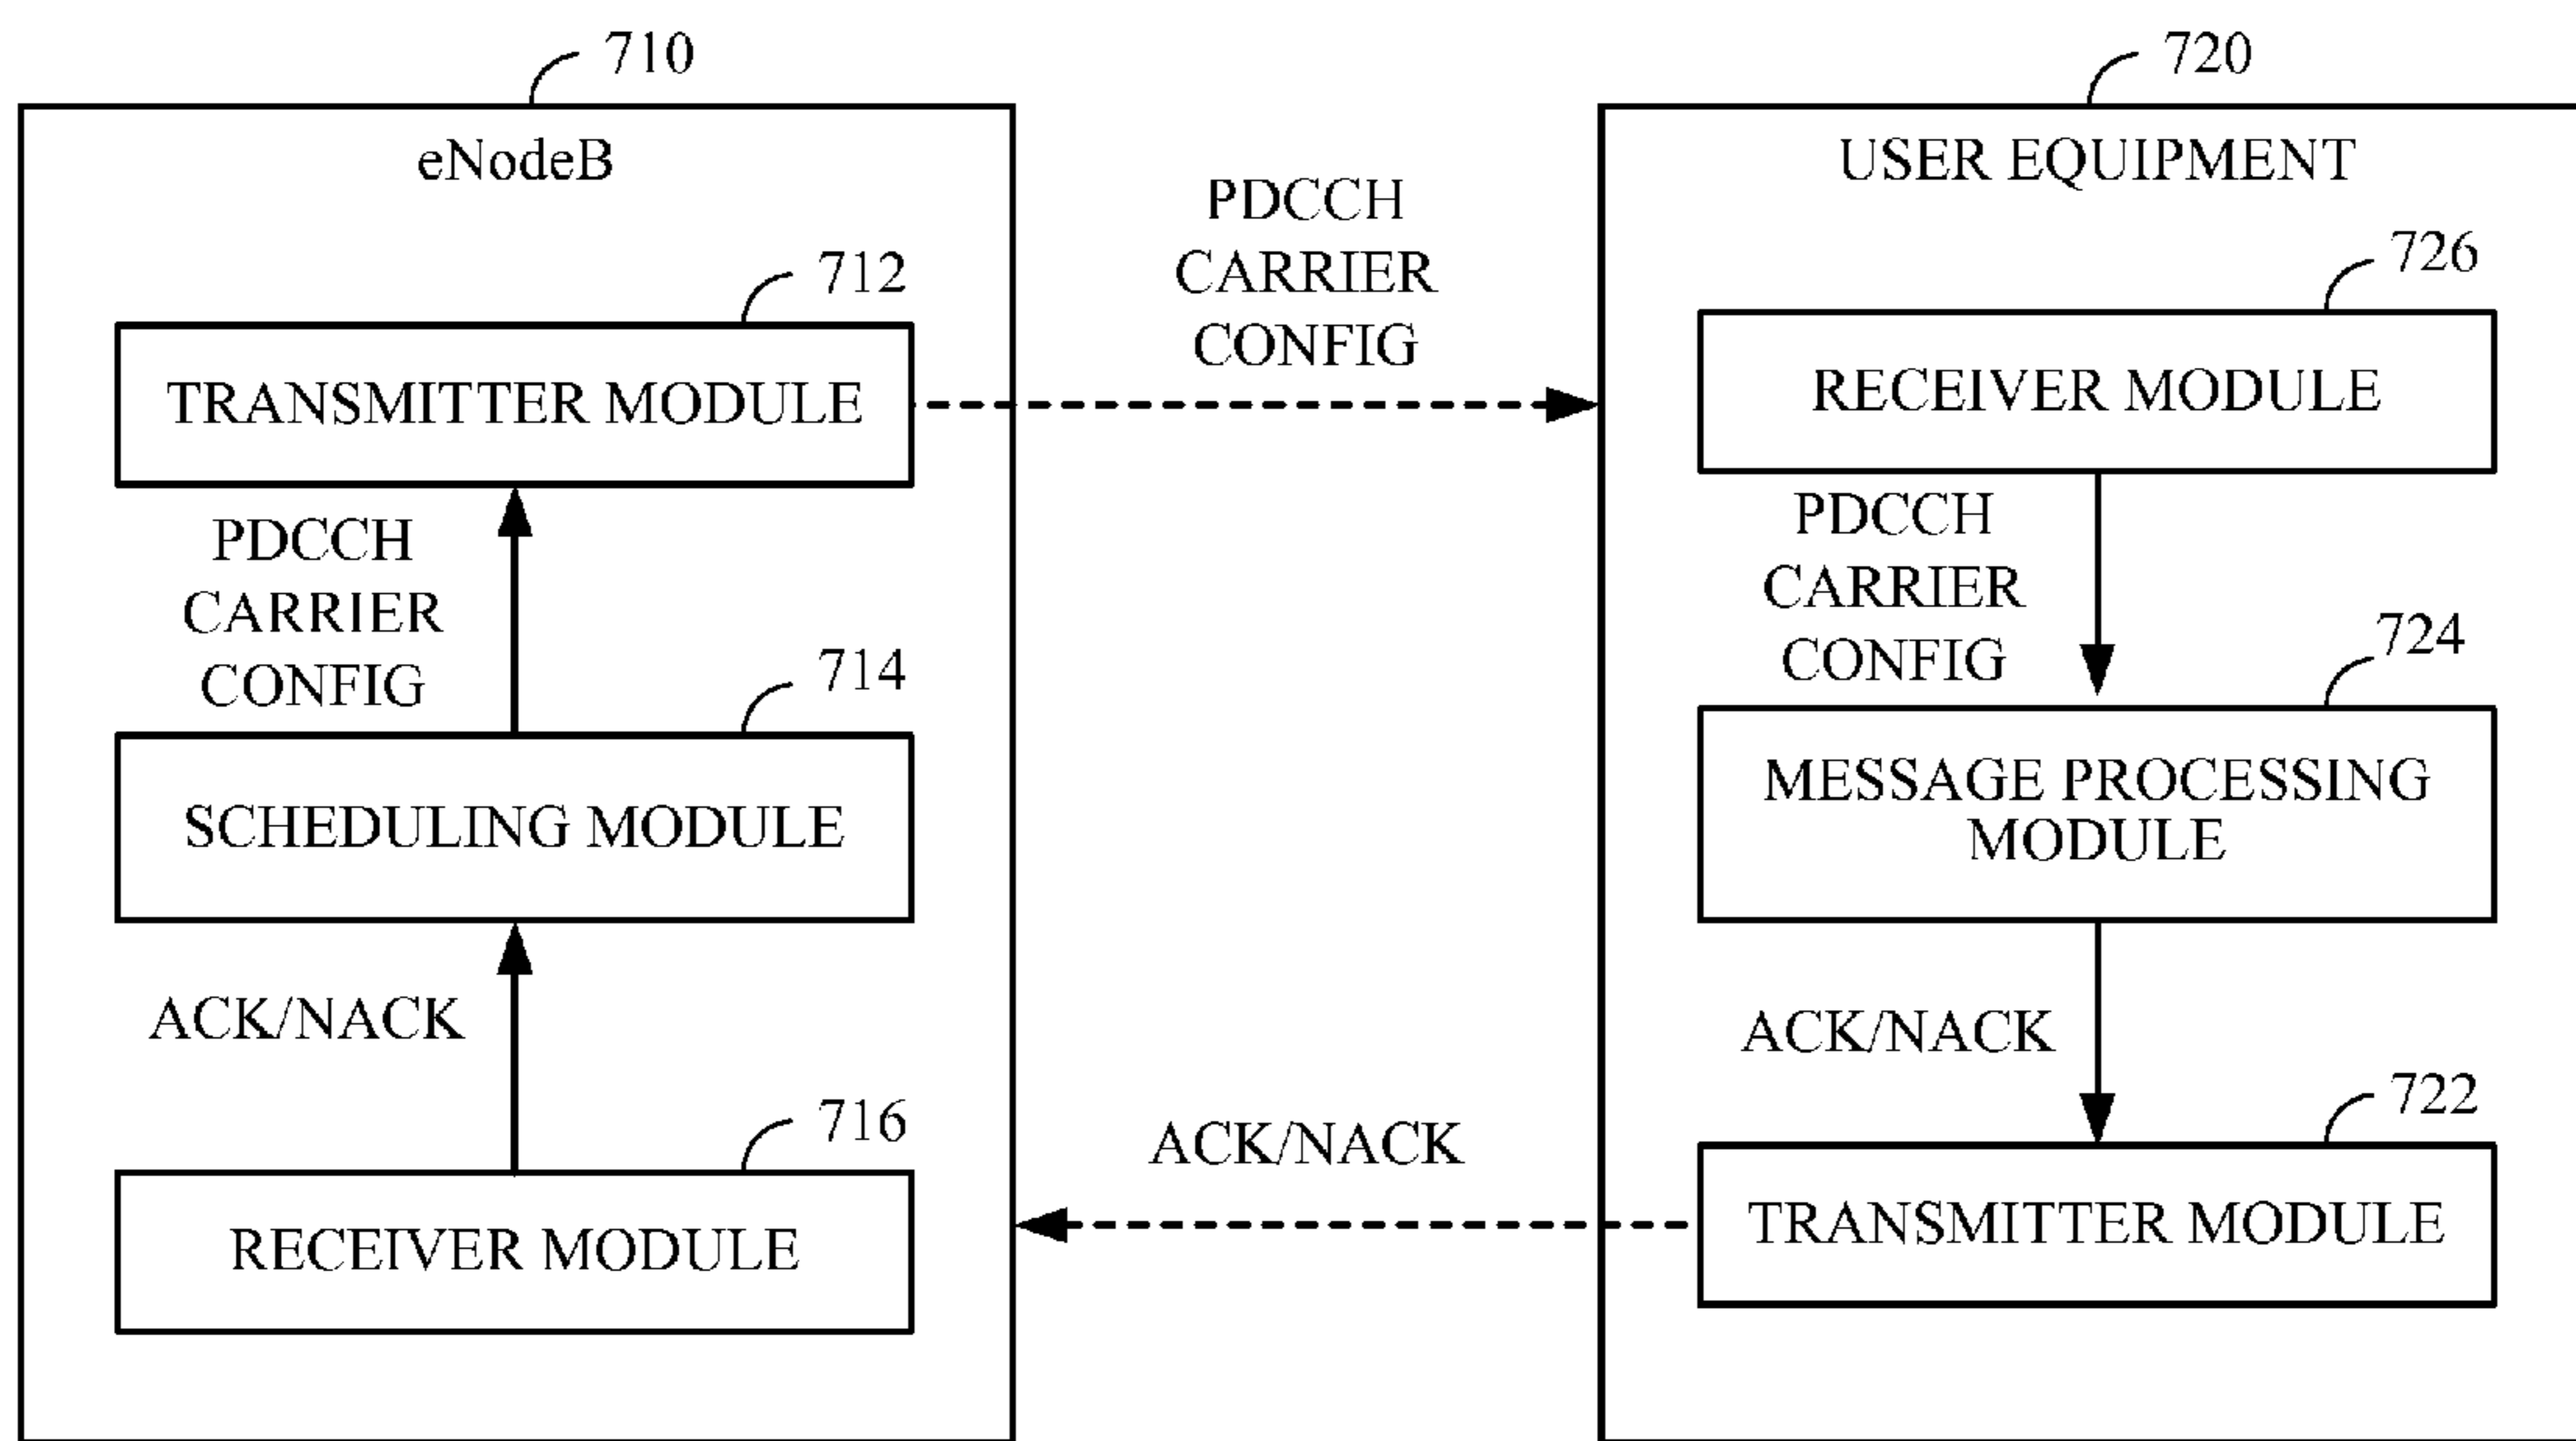 710
720
eNodeB
USER EQUIPMENT
PDCCH
CARRIER
CONFIG
712
726
TRANSMITTER MODULE
RECEIVER MODULE
PDCCH
CARRIER
CONFIG
PDCCH
CARRIER
CONFIG
714
724
SCHEDULING MODULE
MESSAGE PROCESSING
MODULE
ACK/NACK
ACK/NACK
716
722
ACK/NACK
RECEIVER MODULE
TRANSMITTER MODULE